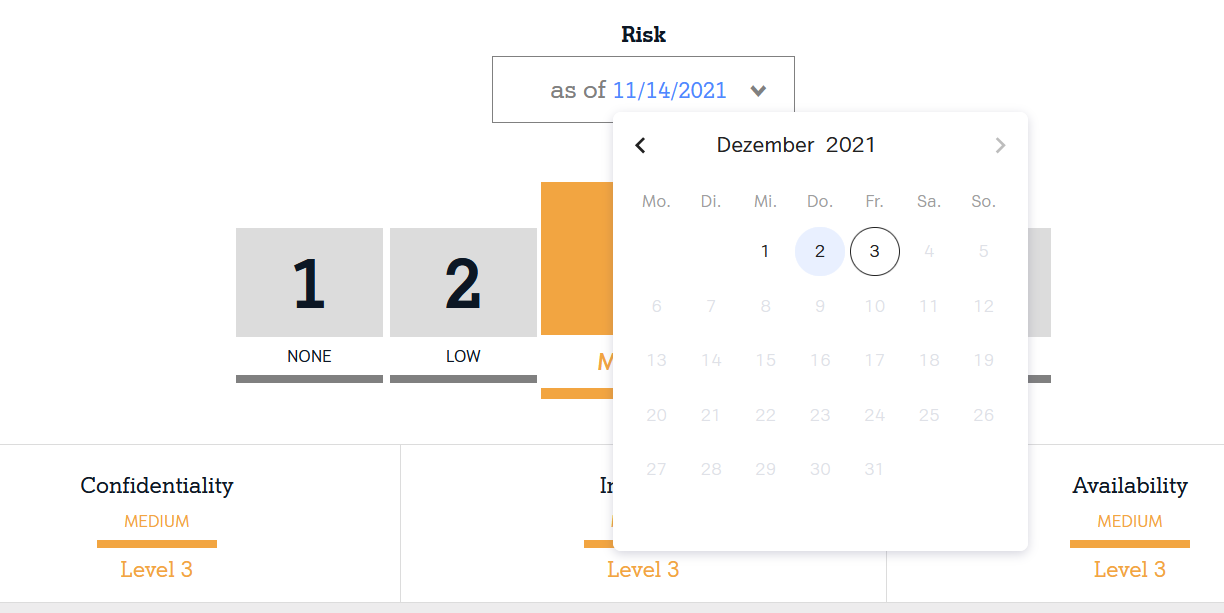 Risk
as of 11/14/2021
Dezember 2021
Mo. Di. Mi. Do. Fr. Sa. So.
1 2 3 4 5
6 7 8 9 10 11 12
13 14 15 16 17 18 19
20 21 22 23 24 25 26
27 28 29 30 31
1
NONE
2
LOW
Confidentiality
MEDIUM
Level 3
Level 3
Availability
MEDIUM
Level 3